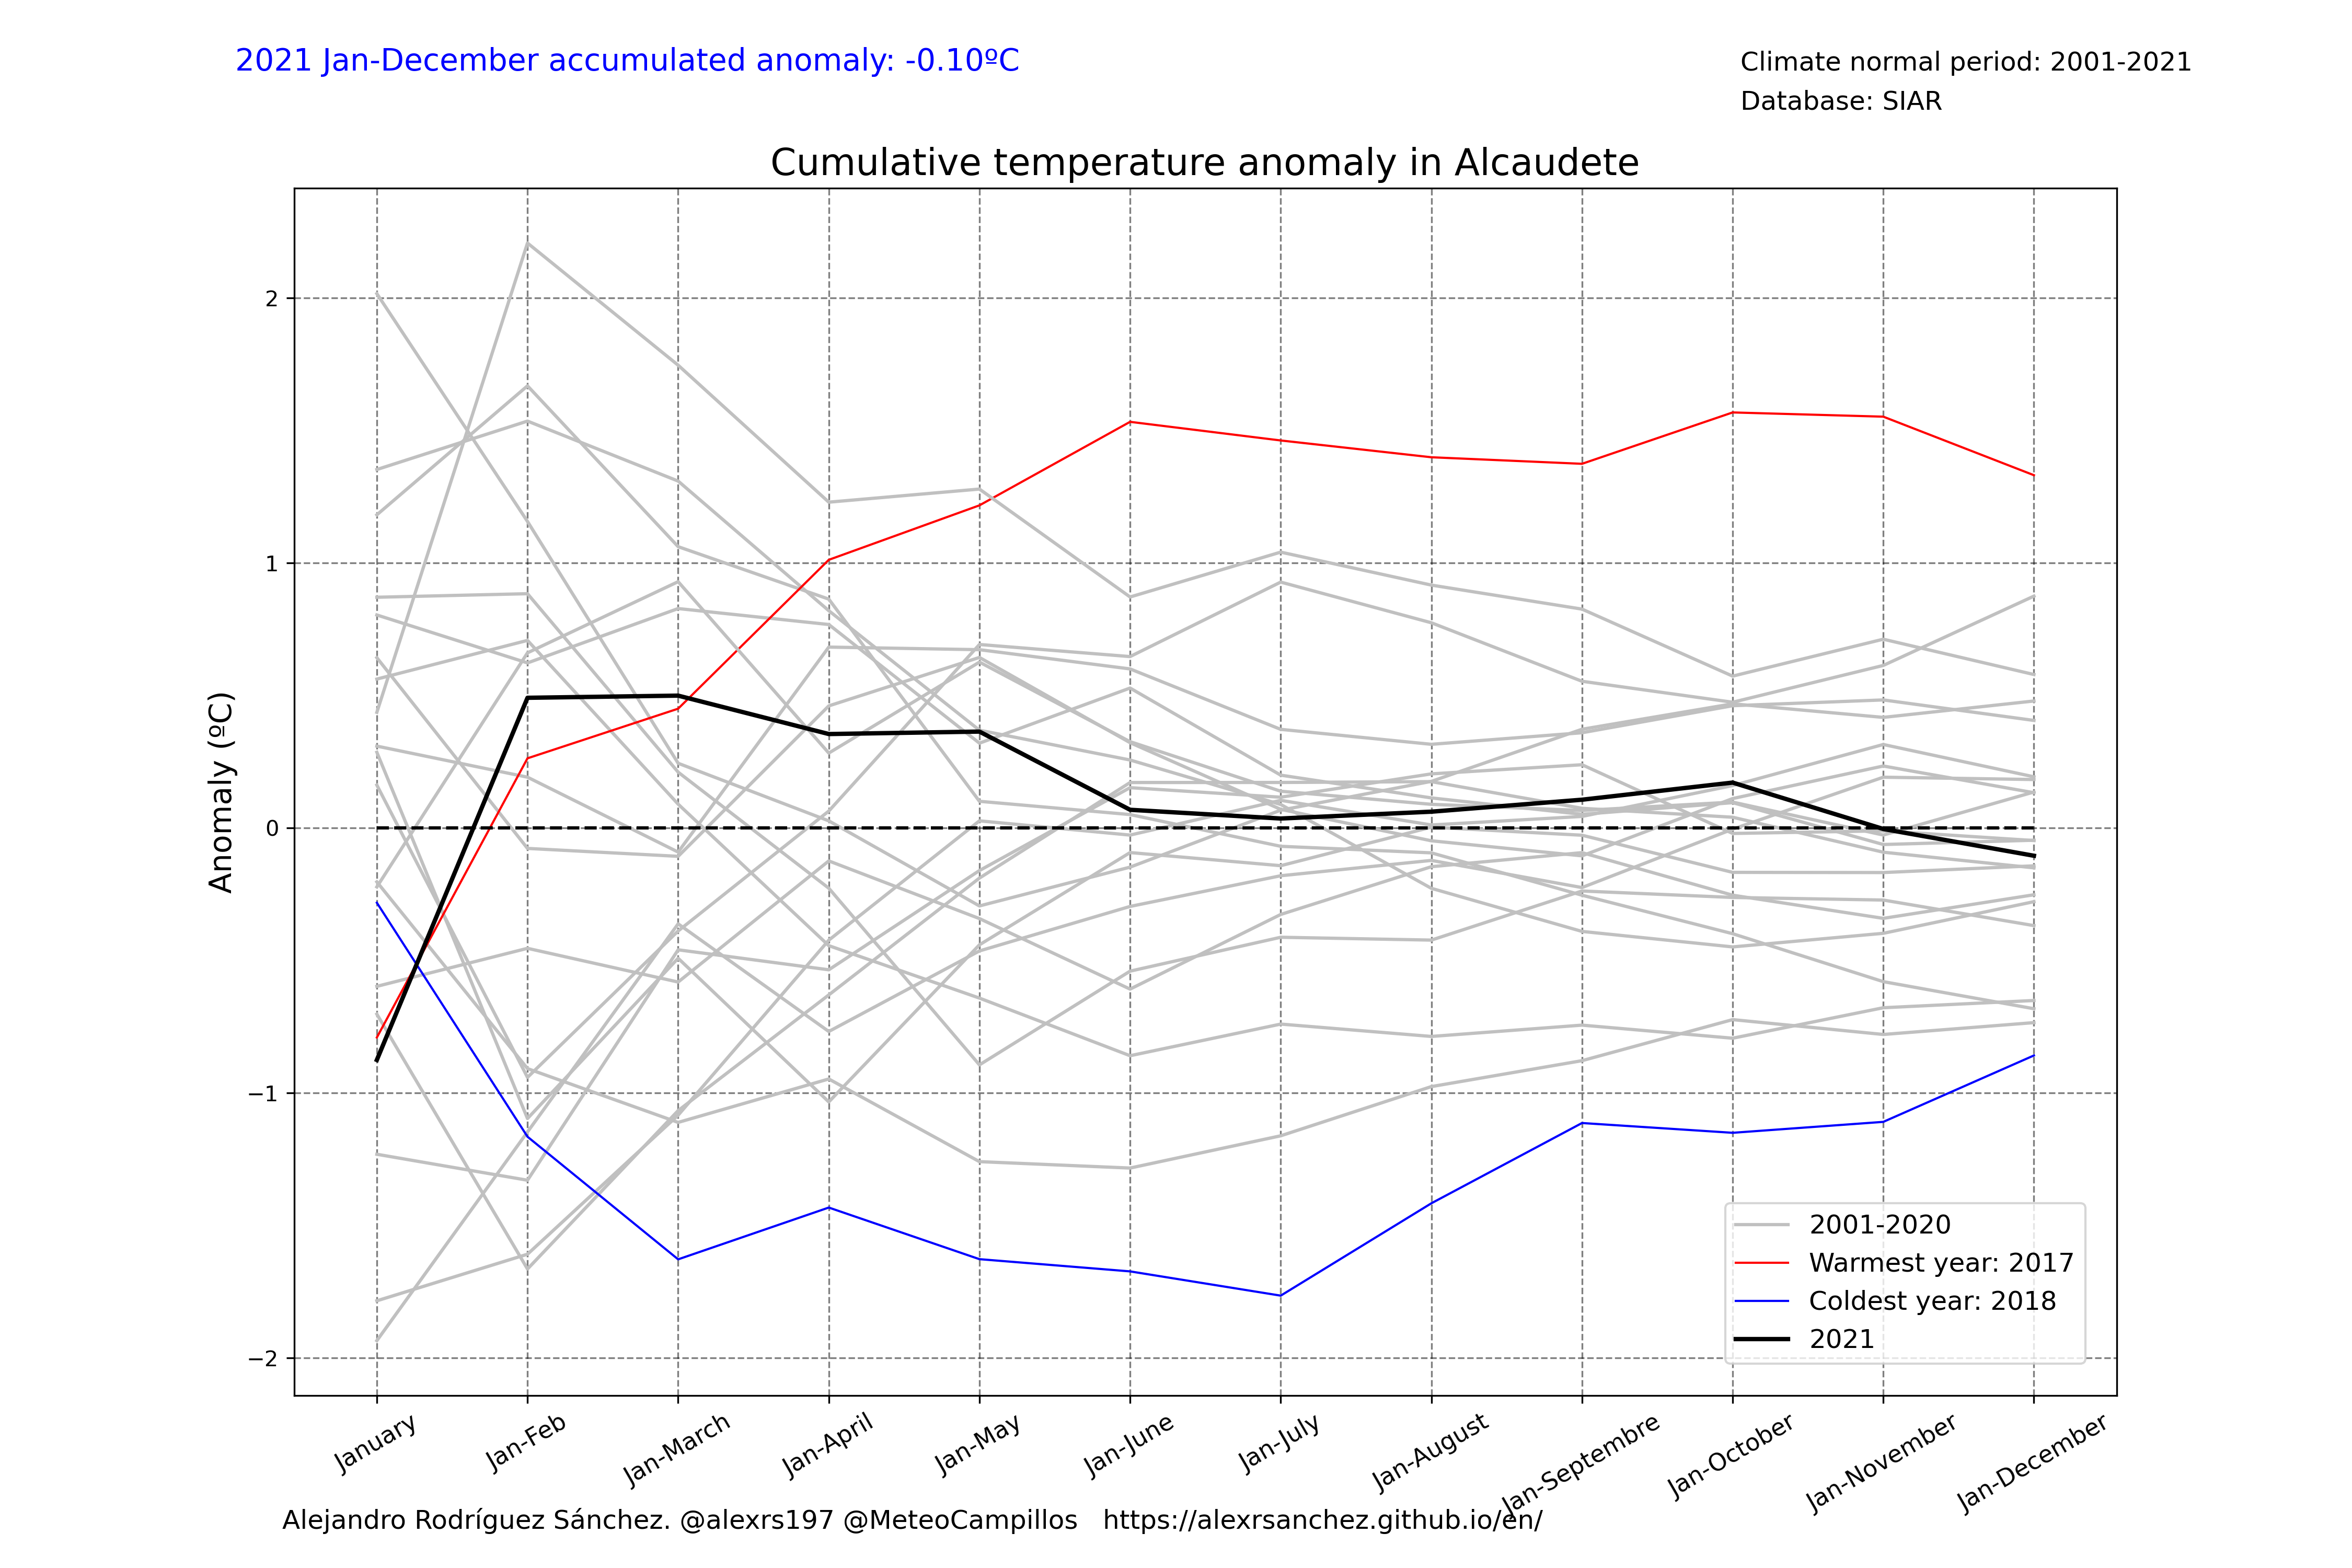 2021 Jan-December accumulated anomaly: -0.10ºC
Climate normal period: 2001-2021
Database: SIAR
Cumulative temperature anomaly in Alcaudete
Anomaly (ºC)
2
1
0
−1
−2
2001-2020
Warmest year: 2017
Coldest year: 2018
2021
January
Jan-Feb
Jan-March
Jan-April
Jan-May
Jan-June
Jan-July
Jan-August
Jan-Septembre
Jan-October
Jan-November
Jan-December
Alejandro Rodríguez Sánchez. @alexrs197 @MeteoCampillos   https://alexrsanchez.github.io/en/